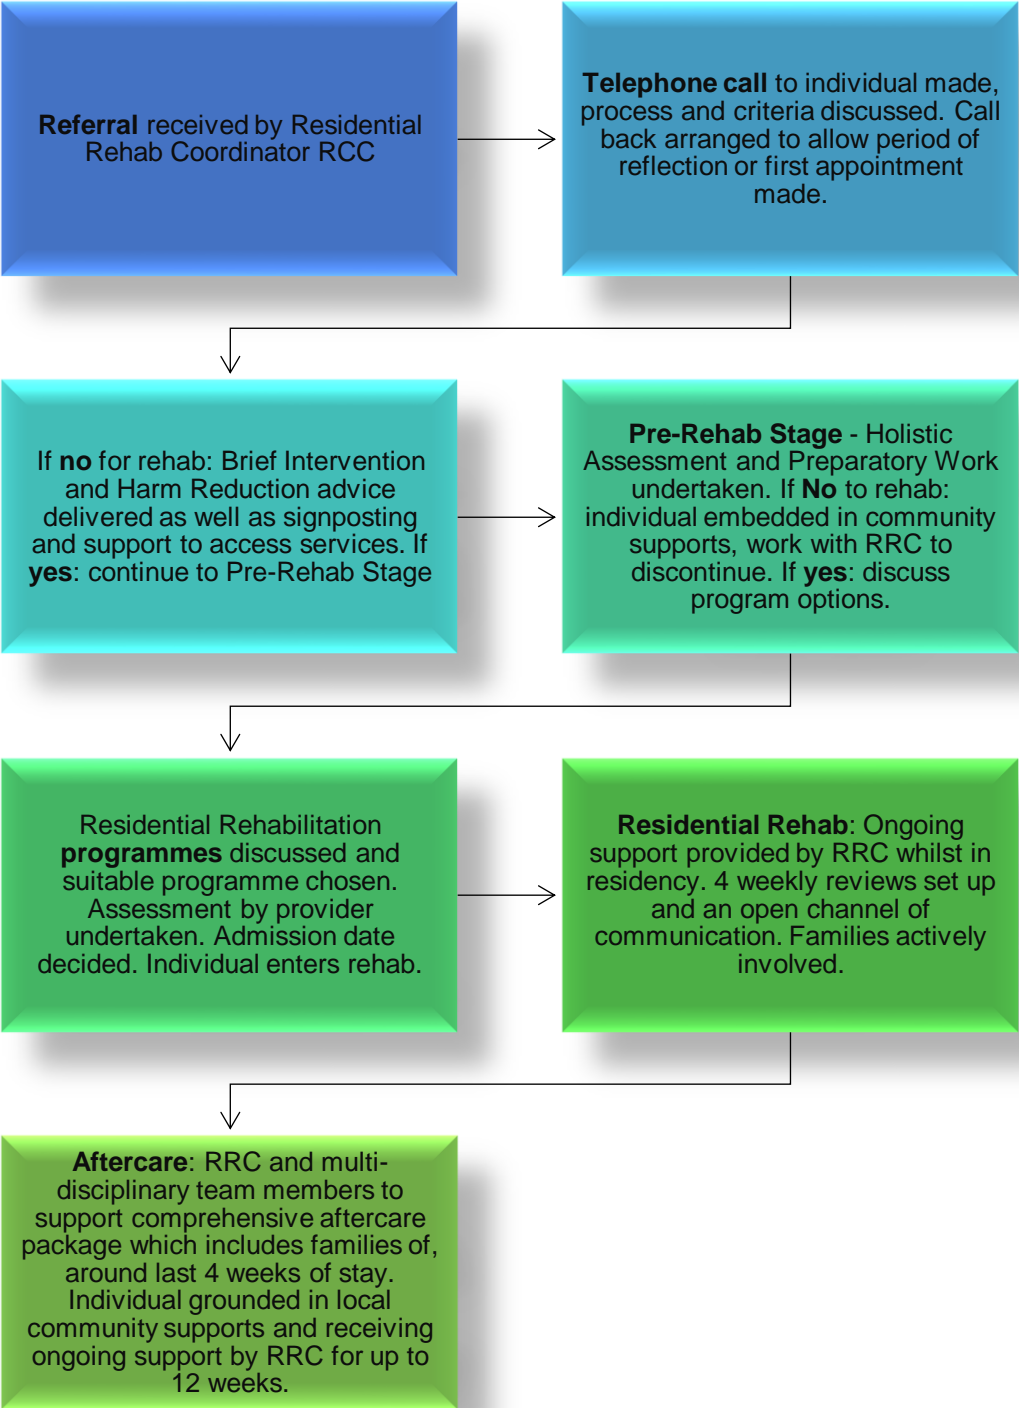 Referral received by Residential
Rehab Coordinator RCC
Telephone call to individual made,
process and criteria discussed. Call
back arranged to allow period of
reflection or first appointment
made.
If no for rehab: Brief Intervention
and Harm Reduction advice
delivered as well as signposting
and support to access services. If
yes: continue to Pre-Rehab Stage
Pre-Rehab Stage - Holistic
Assessment and Preparatory Work
undertaken. If No to rehab:
individual embedded in community
supports, work with RRC to
discontinue. If yes: discuss
program options.
Residential Rehabilitation
programmes discussed and
suitable programme chosen.
Assessment by provider
undertaken. Admission date
decided. Individual enters rehab.
Residential Rehab: Ongoing
support provided by RRC whilst in
residency. 4 weekly reviews set up
and an open channel of
communication. Families actively
involved.
Aftercare: RRC and multi-
disciplinary team members to
support comprehensive aftercare
package which includes families of,
around last 4 weeks of stay.
Individual grounded in local
community supports and receiving
ongoing support by RRC for up to
12 weeks.